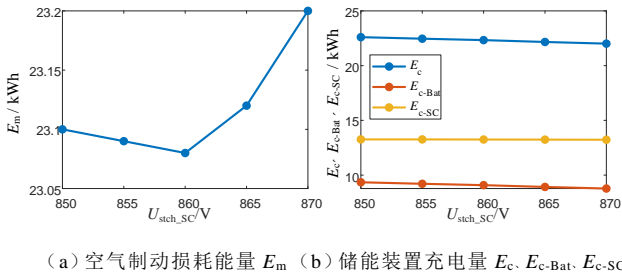 23.2
23.15
23.1
23.05
E_m / kWh
850 855 860 865 870
U_stch_SC/V
25
20
15
10
E_c、E_c-Bat、E_c-SC / kWh
E_c
E_c-Bat
E_c-SC
850 855 860 865 870
U_stch_SC/V
（a）空气制动损耗能量 E_m （b）储能装置充电量 E_c、E_c-Bat、E_c-SC